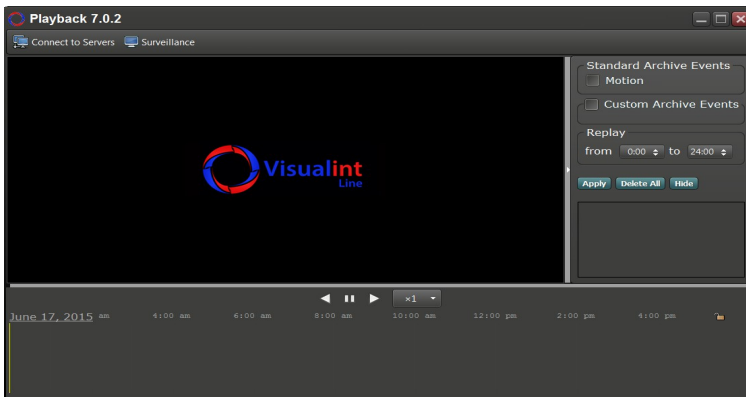 Playback 7.0.2
Connect to Servers Surveillance
Standard Archive Events
Motion
Custom Archive Events
Replay
from 0:00 to 24:00
Apply Delete All Hide
Visualint
Line
×1
June 17, 2015 am 4:00 am 6:00 am 8:00 am 10:00 am 12:00 pm 2:00 pm 4:00 pm